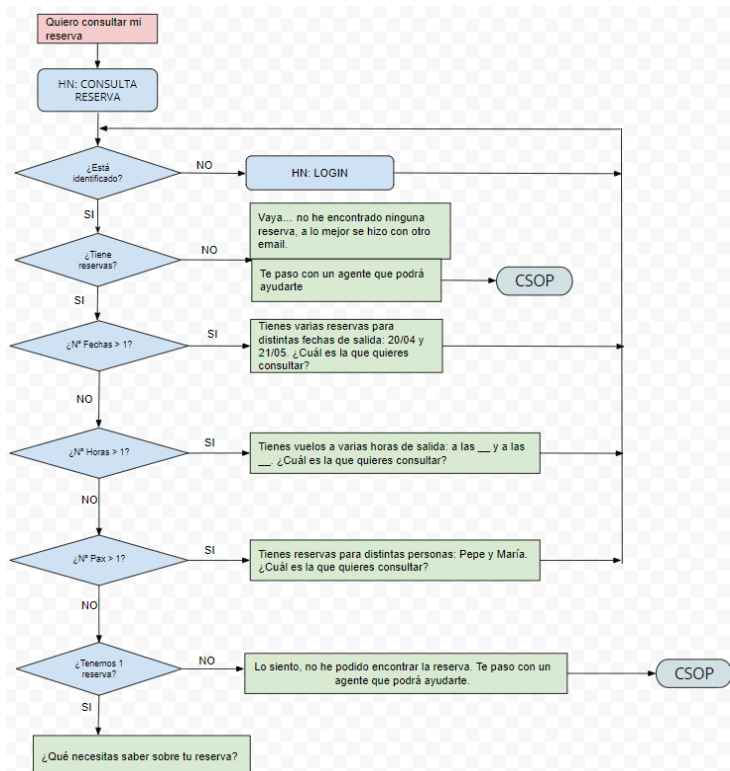 Quiero consultar mi
reserva
HN: CONSULTA
RESERVA
¿Está
identificado?
NO
HN: LOGIN
SI
Vaya... no he encontrado ninguna
reserva, a lo mejor se hizo con otro
email.
¿Tiene
reservas?
NO
Te paso con un agente que podrá
ayudarte
CSOP
SI
¿Nº Fechas > 1?
SI
Tienes varias reservas para
distintas fechas de salida: 20/04 y
21/05. ¿Cuál es la que quieres
consultar?
NO
¿Nº Horas > 1?
SI
Tienes vuelos a varias horas de salida: a las __ y a las
__. ¿Cuál es la que quieres consultar?
NO
¿Nº Pax > 1?
SI
Tienes reservas para distintas personas: Pepe y María.
¿Cuál es la que quieres consultar?
NO
¿Tenemos 1
reserva?
NO
Lo siento, no he podido encontrar la reserva. Te paso con un
agente que podrá ayudarte.
CSOP
SI
¿Qué necesitas saber sobre tu reserva?